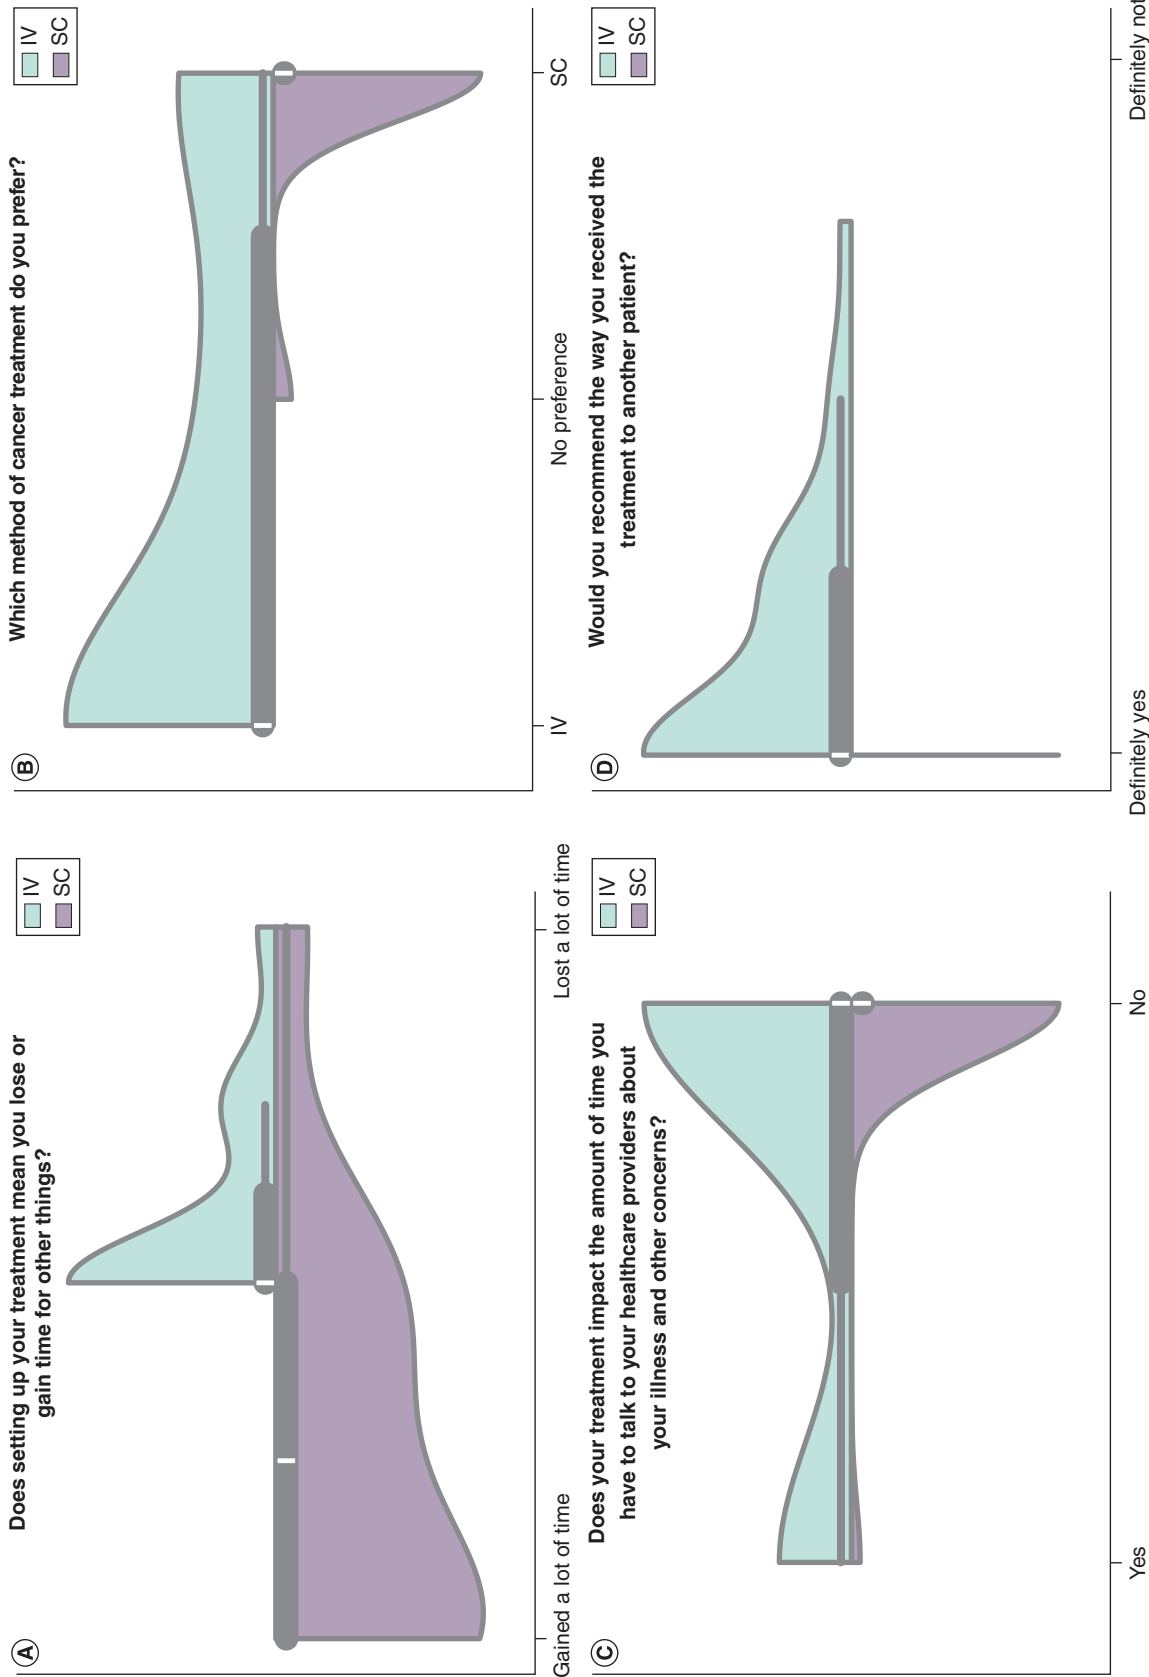 A
Does setting up your treatment mean you lose or
gain time for other things?
IV
SC
Gained a lot of time
Lost a lot of time
B
Which method of cancer treatment do you prefer?
IV
SC
IV
No preference
SC
C
Does your treatment impact the amount of time you
have to talk to your healthcare providers about
your illness and other concerns?
IV
SC
Yes
No
D
Would you recommend the way you received the
treatment to another patient?
IV
SC
Definitely yes
Definitely not